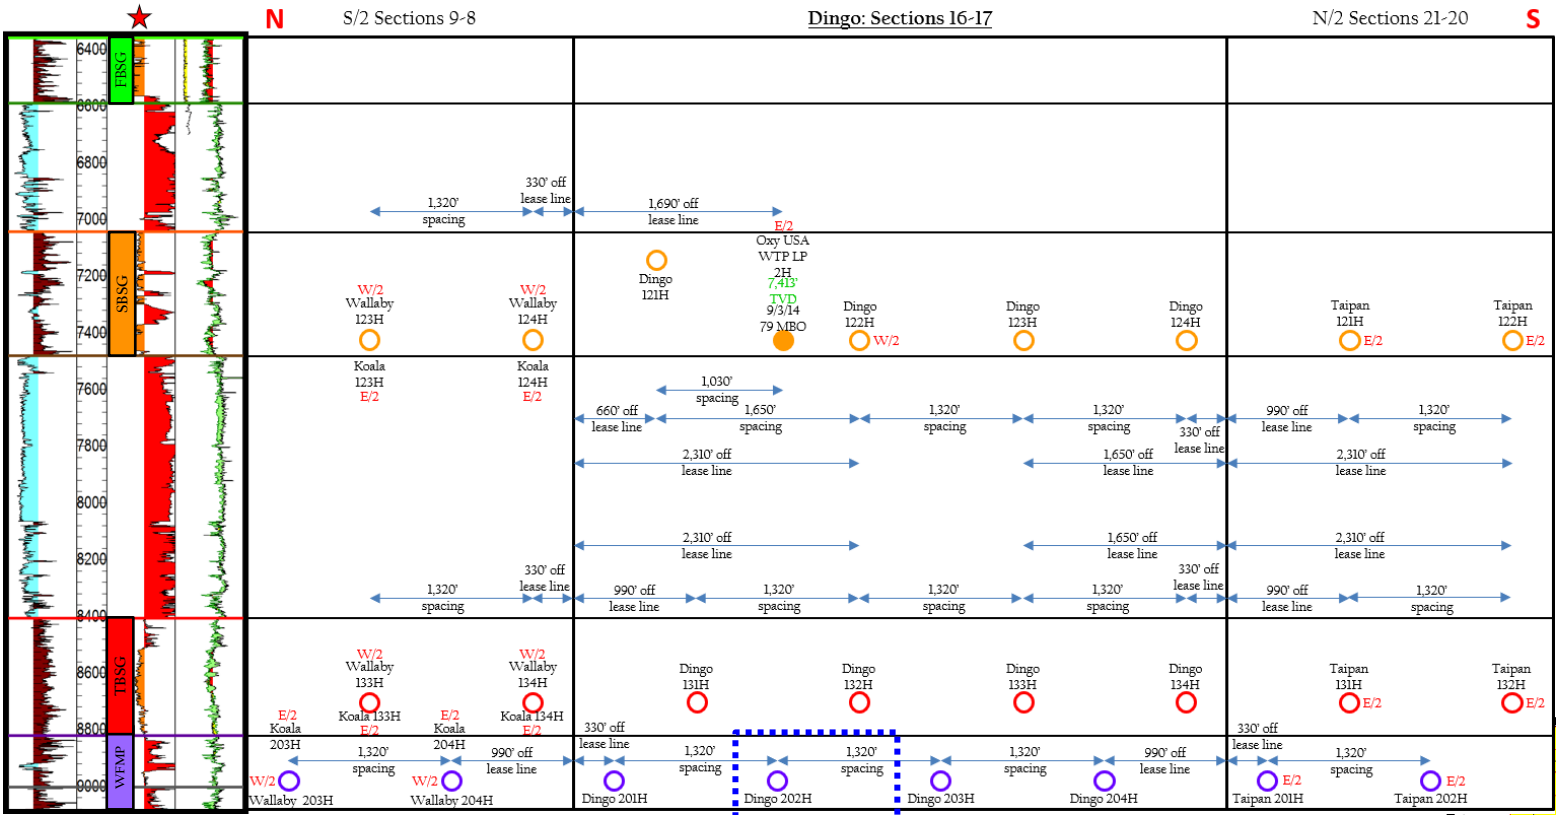 N
S/2 Sections 9-8
Dingo: Sections 16-17
N/2 Sections 21-20
S
6400
FBSG
6600
6800
7000
SBSG
7200
7400
7600
7800
8000
8200
8400
TBSG
8600
8800
WFMP
1,320'
spacing
330' off
lease line
1,690' off
lease line
E/2
Oxy USA
WTP LP
2H
7,413'
TVD
9/3/14
79 MBO
Dingo
121H
W/2
Wallaby
123H
Koala
123H
E/2
W/2
Wallaby
124H
Koala
124H
E/2
Dingo
122H
W/2
Dingo
123H
Dingo
124H
Taipan
121H
E/2
Taipan
122H
E/2
1,030'
spacing
660' off
lease line
1,650'
spacing
1,320'
spacing
1,320'
spacing
330' off
lease line
990' off
lease line
1,320'
spacing
2,310' off
lease line
1,650' off
lease line
2,310' off
lease line
2,310' off
lease line
1,650' off
lease line
2,310' off
lease line
1,320'
spacing
330' off
lease line
990' off
lease line
1,320'
spacing
1,320'
spacing
1,320'
spacing
330' off
lease line
990' off
lease line
1,320'
spacing
W/2
Wallaby
133H
Koala 133H
E/2
W/2
Wallaby
134H
Koala 134H
E/2
Dingo
131H
Dingo
132H
Dingo
133H
Dingo
134H
Taipan
131H
E/2
Taipan
132H
E/2
E/2
Koala
203H
W/2
Wallaby 203H
1,320'
spacing
E/2
Koala
204H
W/2
Wallaby 204H
990' off
lease line
330' off
lease line
Dingo 201H
1,320'
spacing
Dingo 202H
1,320'
spacing
Dingo 203H
1,320'
spacing
Dingo 204H
990' off
lease line
330' off
lease line
Taipan 201H
E/2
1,320'
spacing
Taipan 202H
E/2